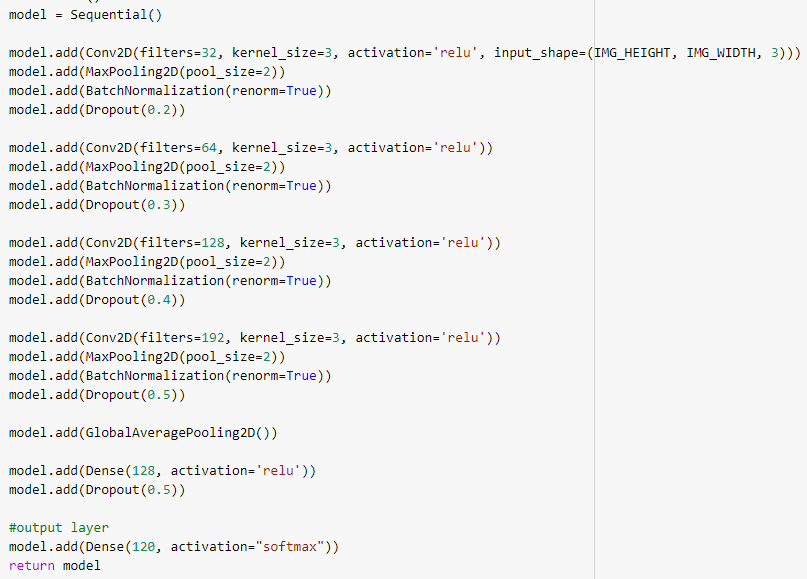 model = Sequential()
model.add(Conv2D(filters=32, kernel_size=3, activation='relu', input_shape=(IMG_HEIGHT, IMG_WIDTH, 3)))
model.add(MaxPooling2D(pool_size=2))
model.add(BatchNormalization(renorm=True))
model.add(Dropout(0.2))
model.add(Conv2D(filters=64, kernel_size=3, activation='relu'))
model.add(MaxPooling2D(pool_size=2))
model.add(BatchNormalization(renorm=True))
model.add(Dropout(0.3))
model.add(Conv2D(filters=128, kernel_size=3, activation='relu'))
model.add(MaxPooling2D(pool_size=2))
model.add(BatchNormalization(renorm=True))
model.add(Dropout(0.4))
model.add(Conv2D(filters=192, kernel_size=3, activation='relu'))
model.add(MaxPooling2D(pool_size=2))
model.add(BatchNormalization(renorm=True))
model.add(Dropout(0.5))
model.add(GlobalAveragePooling2D())
model.add(Dense(128, activation='relu'))
model.add(Dropout(0.5))
#output layer
model.add(Dense(120, activation="softmax"))
return model